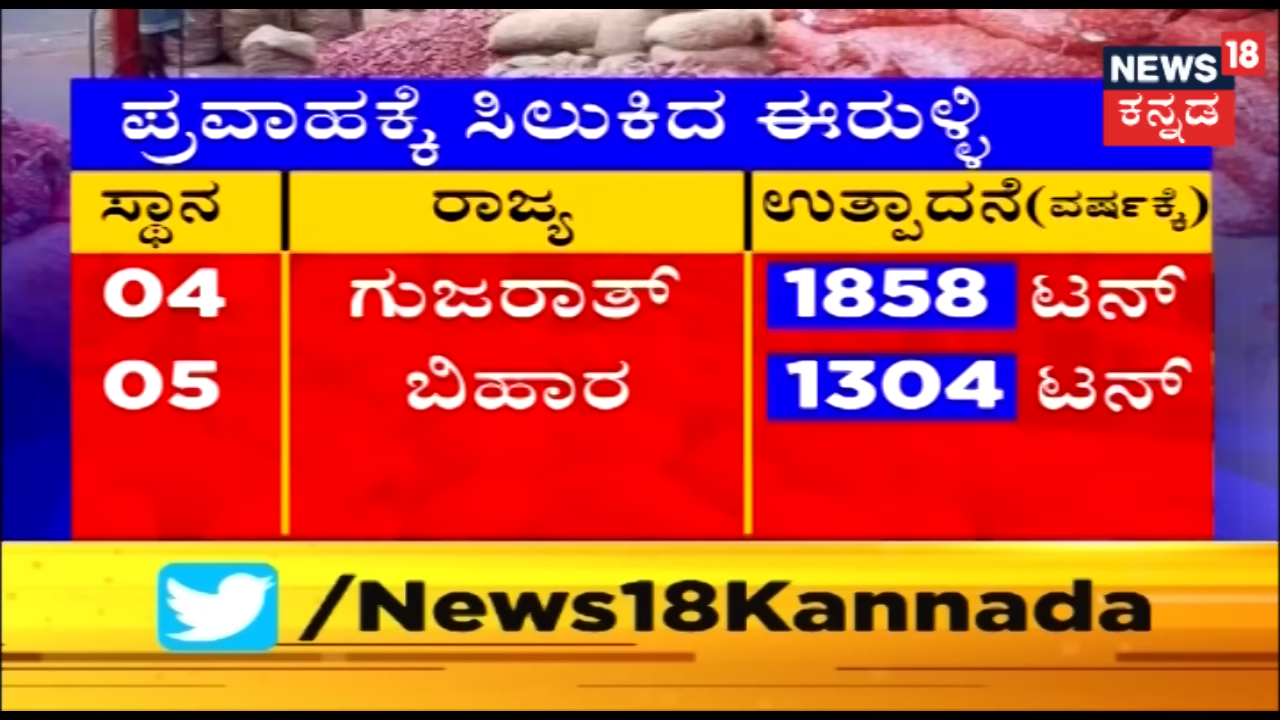 NEWS 18
ಕನ್ನಡ
ಪ್ರವಾಹಕ್ಕೆ ಸಿಲುಕಿದ ಈರುಳ್ಳಿ
ಸ್ಥಾನ ರಾಜ್ಯ ಉತ್ಪಾದನೆ(ವರ್ಷಕ್ಕೆ)
04 ಗುಜರಾತ್ 1858 ಟನ್
05 ಬಿಹಾರ 1304 ಟನ್
/News18Kannada